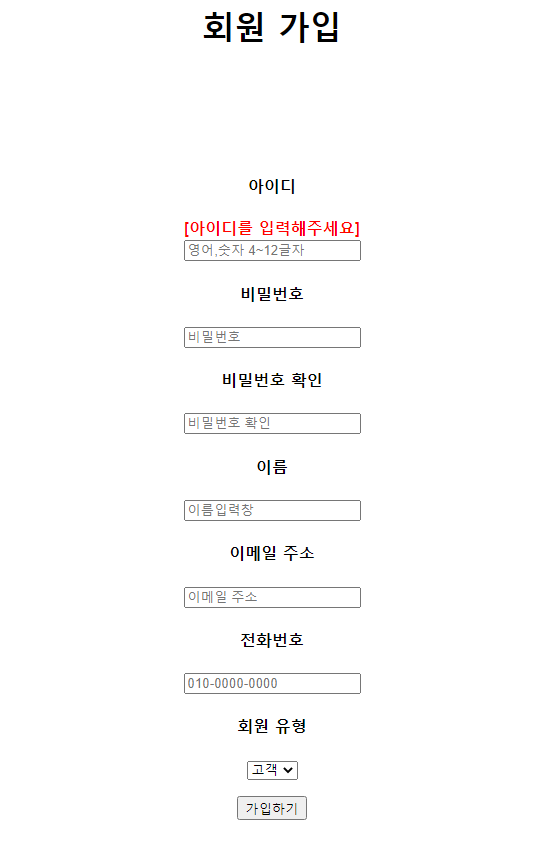 회원 가입
아이디
[아이디를 입력해주세요]
영어,숫자 4~12글자
비밀번호
비밀번호
비밀번호 확인
비밀번호 확인
이름
이름입력창
이메일 주소
이메일 주소
전화번호
010-0000-0000
회원 유형
고객
가입하기